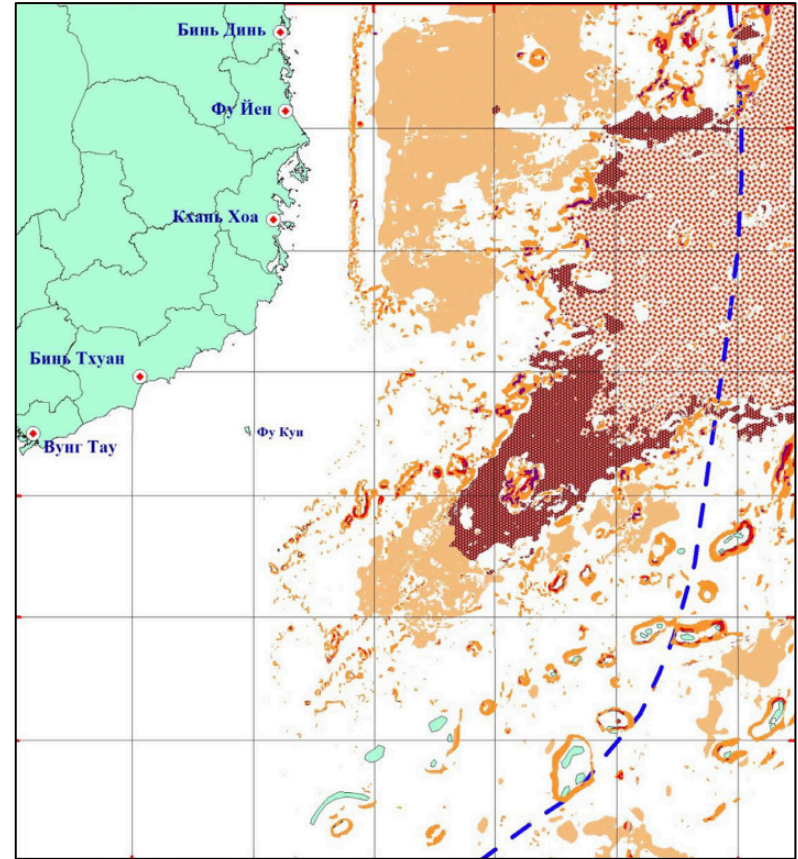 Бинь Динь
Фу Йен
Кхань Хоа
Бинь Тхуан
Фу Куи
Вунг Тау